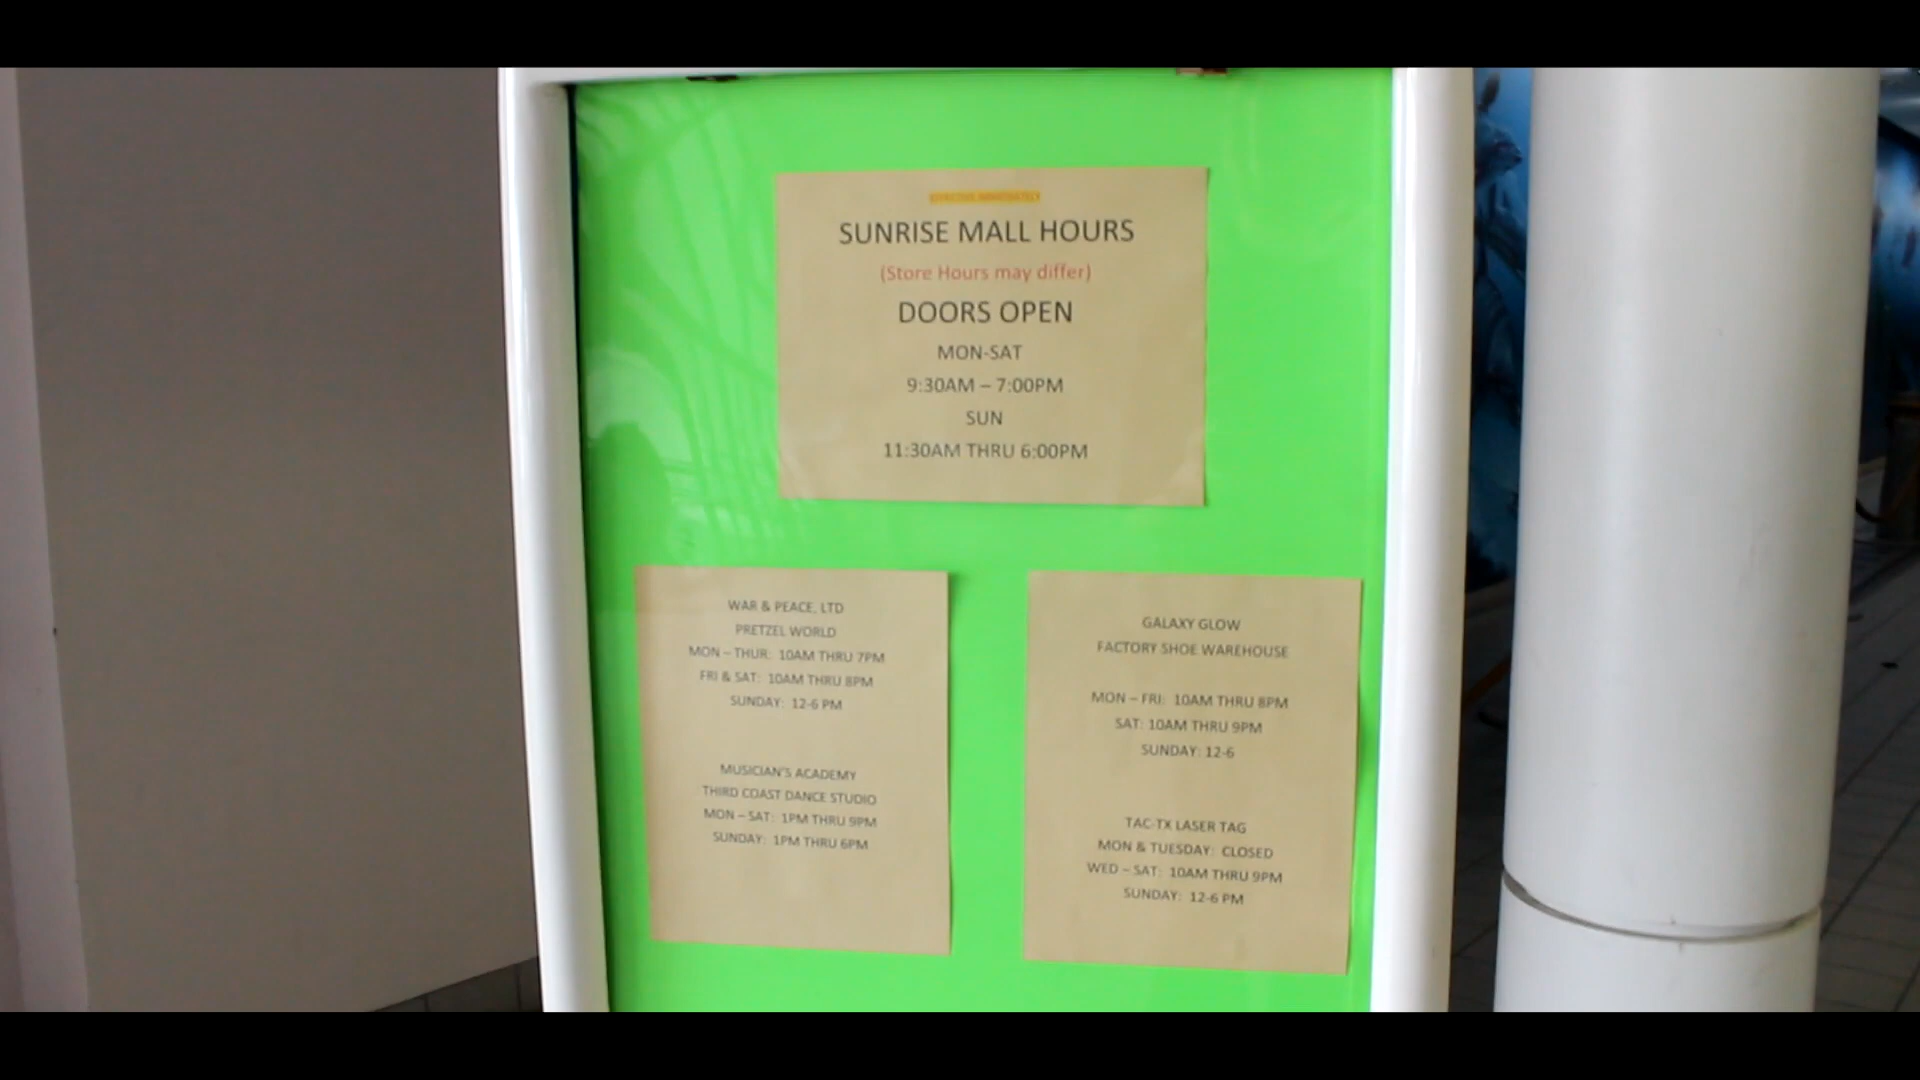 EFFECTIVE IMMEDIATELY
SUNRISE MALL HOURS
(Store Hours may differ)
DOORS OPEN
MON-SAT
9:30AM – 7:00PM
SUN
11:30AM THRU 6:00PM
WAR & PEACE, LTD
PRETZEL WORLD
MON – THUR:  10AM THRU 7PM
FRI & SAT:  10AM THRU 8PM
SUNDAY:  12-6 PM
MUSICIAN'S ACADEMY
THIRD COAST DANCE STUDIO
MON – SAT:  1PM THRU 9PM
SUNDAY:  1PM THRU 6PM
GALAXY GLOW
FACTORY SHOE WAREHOUSE
MON – FRI:  10AM THRU 8PM
SAT: 10AM THRU 9PM
SUNDAY: 12-6
TAC-TX LASER TAG
MON & TUESDAY:  CLOSED
WED – SAT:  10AM THRU 9PM
SUNDAY:  12-6 PM